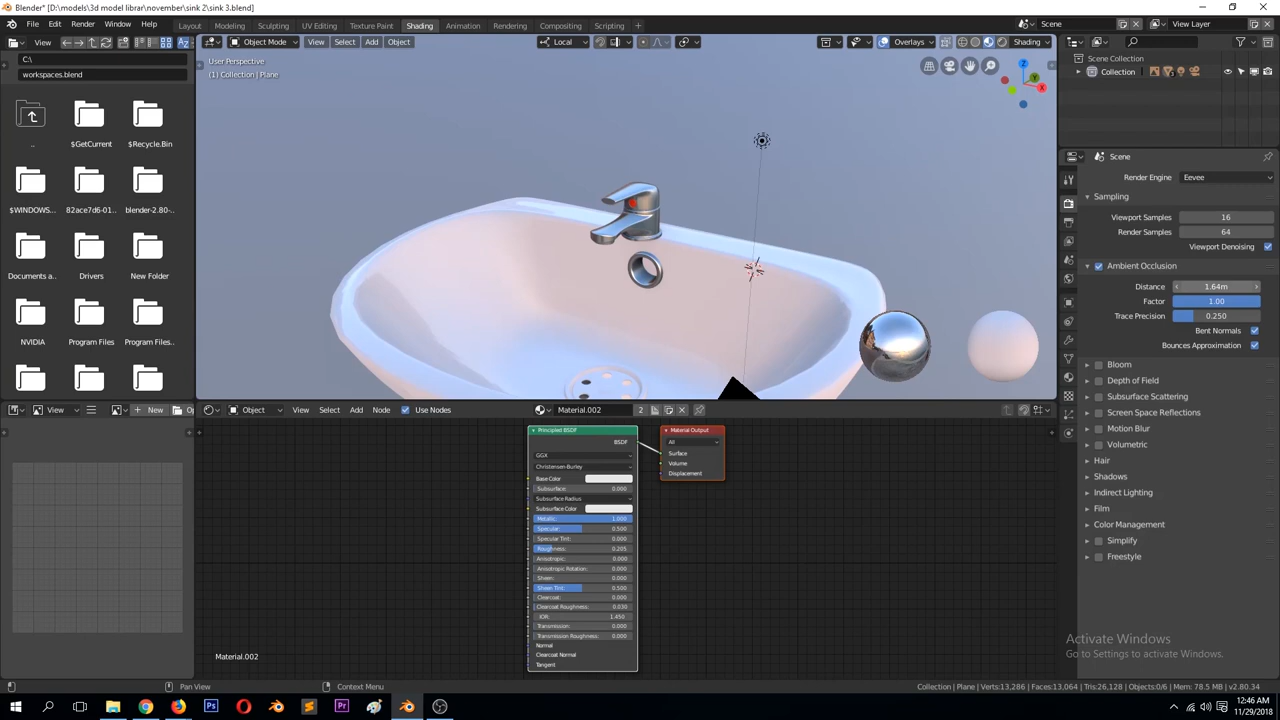 Blender* [D:\models\3d model librar\november\sink 2\sink 3.blend]
File Edit Render Window Help Layout Modeling Sculpting UV Editing Texture Paint Shading Animation Rendering Compositing Scripting + Scene View Layer
View Object Mode View Select Add Object Local Overlays Shading
C:\
workspaces.blend
User Perspective
(1) Collection | Plane
Z
Y
X
Scene Collection
Collection
..
$GetCurrent
$Recycle.Bin
$WINDOWS...
82ace7d6-01..
blender-2.80-..
Documents a..
Drivers
New Folder
NVIDIA
Program Files
Program Files..
Scene
Render Engine Eevee
Sampling
Viewport Samples 16
Render Samples 64
Viewport Denoising
Ambient Occlusion
Distance 1.64m
Factor 1.00
Trace Precision 0.250
Bent Normals
Bounces Approximation
Bloom
Depth of Field
Subsurface Scattering
Screen Space Reflections
Motion Blur
Volumetric
Hair
Shadows
Indirect Lighting
Film
Color Management
Simplify
Freestyle
View + New Op
Object View Select Add Node Use Nodes Material.002 2
Principled BSDF
BSDF
GGX
Christensen-Burley
Base Color
Subsurface: 0.000
Subsurface Radius
Subsurface Color
Metallic: 1.000
Specular: 0.500
Specular Tint: 0.000
Roughness: 0.205
Anisotropic: 0.000
Anisotropic Rotation: 0.000
Sheen: 0.000
Sheen Tint: 0.500
Clearcoat: 0.000
Clearcoat Roughness: 0.030
IOR: 1.450
Transmission: 0.000
Transmission Roughness: 0.000
Normal
Clearcoat Normal
Tangent
Material Output
All
Surface
Volume
Displacement
Material.002
Activate Windows
Go to Settings to activate Windows.
Pan View Context Menu Collection | Plane | Verts:13,286 | Faces:13,064 | Tris:26,128 | Objects:0/6 | Mem: 78.5 MB | v2.80.34
12:46 AM
11/29/2018